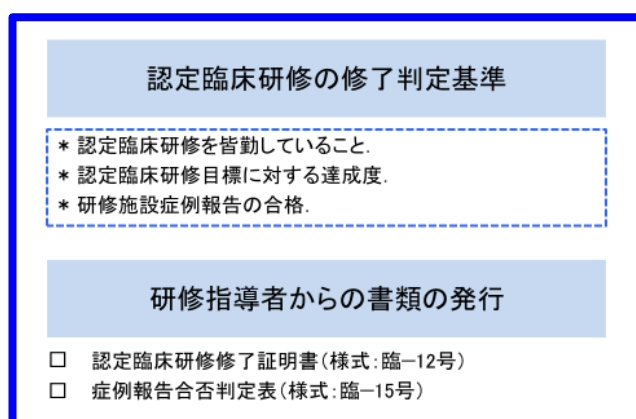 認定臨床研修の修了判定基準
* 認定臨床研修を皆勤していること.
* 認定臨床研修目標に対する達成度.
* 研修施設症例報告の合格.
研修指導者からの書類の発行
□ 認定臨床研修修了証明書(様式:臨−12号)
□ 症例報告合否判定表(様式:臨−15号)